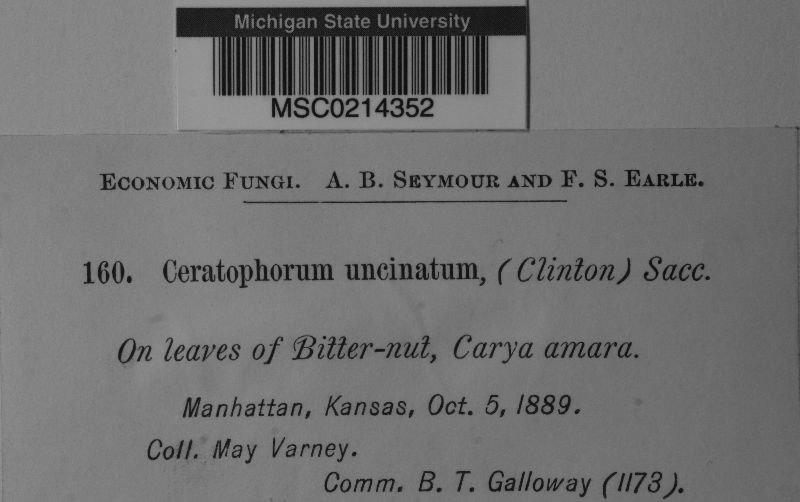 Michigan State University
MSC0214352
Economic Fungi. A. B. Seymour and F. S. Earle.
160. Ceratophorum uncinatum, (Clinton) Sacc.
On leaves of Bitter-nut, Carya amara.
Manhattan, Kansas, Oct. 5, 1889.
Coll. May Varney.
Comm. B. T. Galloway (1173).